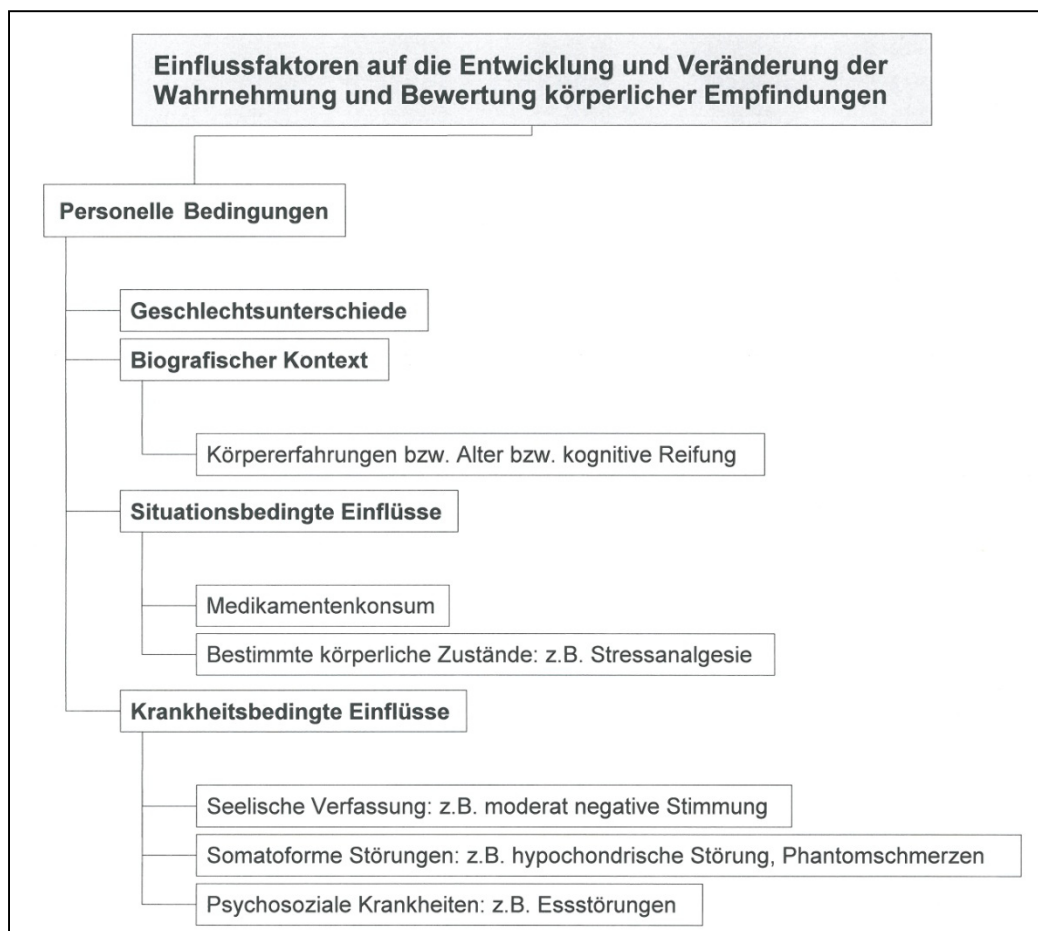 Einflussfaktoren auf die Entwicklung und Veränderung der
Wahrnehmung und Bewertung körperlicher Empfindungen
Personelle Bedingungen
Geschlechtsunterschiede
Biografischer Kontext
Körpererfahrungen bzw. Alter bzw. kognitive Reifung
Situationsbedingte Einflüsse
Medikamentenkonsum
Bestimmte körperliche Zustände: z.B. Stressanalgesie
Krankheitsbedingte Einflüsse
Seelische Verfassung: z.B. moderat negative Stimmung
Somatoforme Störungen: z.B. hypochondrische Störung, Phantomschmerzen
Psychosoziale Krankheiten: z.B. Essstörungen